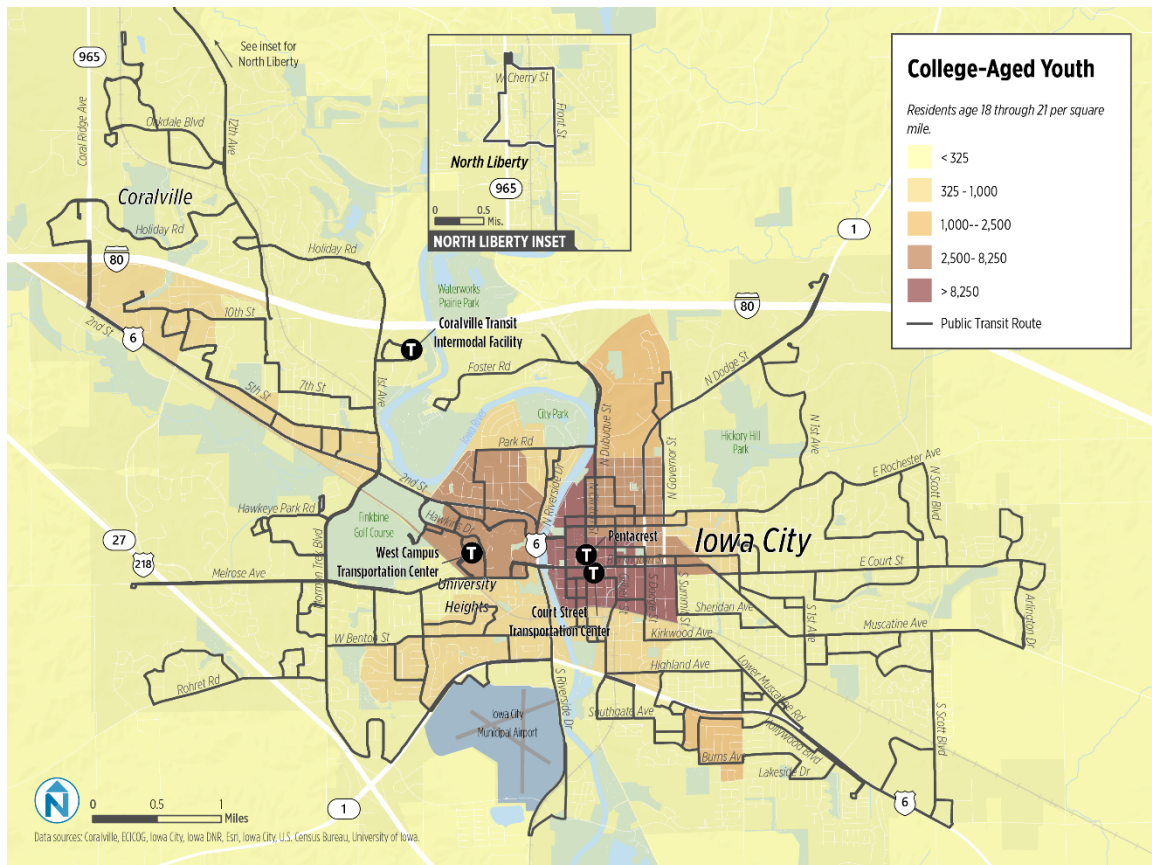 965
See inset for
North Liberty
Coral Ridge Ave
Oakdale Blvd
12th Ave
Coralville
Holiday Rd
Holiday Rd
80
W Cherry St
Front St
North Liberty
965
0 0.5
Mis.
NORTH LIBERTY INSET
College-Aged Youth
Residents age 18 through 21 per square
mile.
< 325
325 - 1,000
1,000-- 2,500
2,500- 8,250
> 8,250
Public Transit Route
1
80
Waterworks
Prairie Park
Coralville Transit
Intermodal Facility
T
10th St
2nd St
6
7th St
5th St
1st Ave
Foster Rd
City Park
Iowa River
N Dubuque St
N Dodge St
N 1st Ave
Hickory Hill
Park
N Governor St
Park Rd
2nd St
N Riverside Dr
E Rochester Ave
N Scott Blvd
Hawkeye Park Rd
Finkbine
Golf Course
Hawkins Dr
6
Pentacrest
Iowa City
27
218
West Campus
Transportation Center
T
T
T
Melrose Ave
Mormon Trek Blvd
University
Heights
E Court St
S Dodge St
S Summit St
Sheridan Ave
S 1st Ave
Muscatine Ave
Arlington Dr
Court Street
Transportation Center
W Benton St
Kirkwood Ave
Highland Ave
Lower Muscatine Rd
Rohret Rd
S Riverside Dr
Southgate Ave
Hollywood Blvd
S Scott Blvd
Iowa City
Municipal Airport
Burns Ave
Lakeside Dr
6
N
0 0.5 1
Miles
1
Data sources: Coralville, ECICOG, Iowa City, Iowa DNR, Esri, Iowa City, U.S. Census Bureau, University of Iowa.